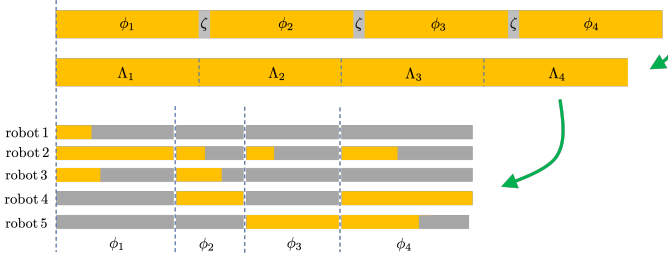 ϕ₁ ζ ϕ₂ ζ ϕ₃ ζ ϕ₄
Λ₁ Λ₂ Λ₃ Λ₄
robot 1
robot 2
robot 3
robot 4
robot 5
ϕ₁ ϕ₂ ϕ₃ ϕ₄